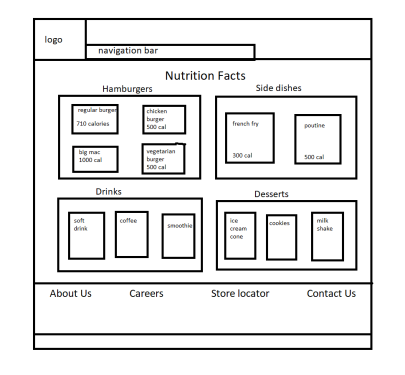 logo
navigation bar
Nutrition Facts
Hamburgers
regular burger
710 calories
chicken
burger
500 cal
big mac
1000 cal
vegetarian
burger
500 cal
Side dishes
french fry
300 cal
poutine
500 cal
Drinks
soft
drink
coffee
smoothie
Desserts
Ice
cream
cone
cookies
milk
shake
About Us
Careers
Store locator
Contact Us